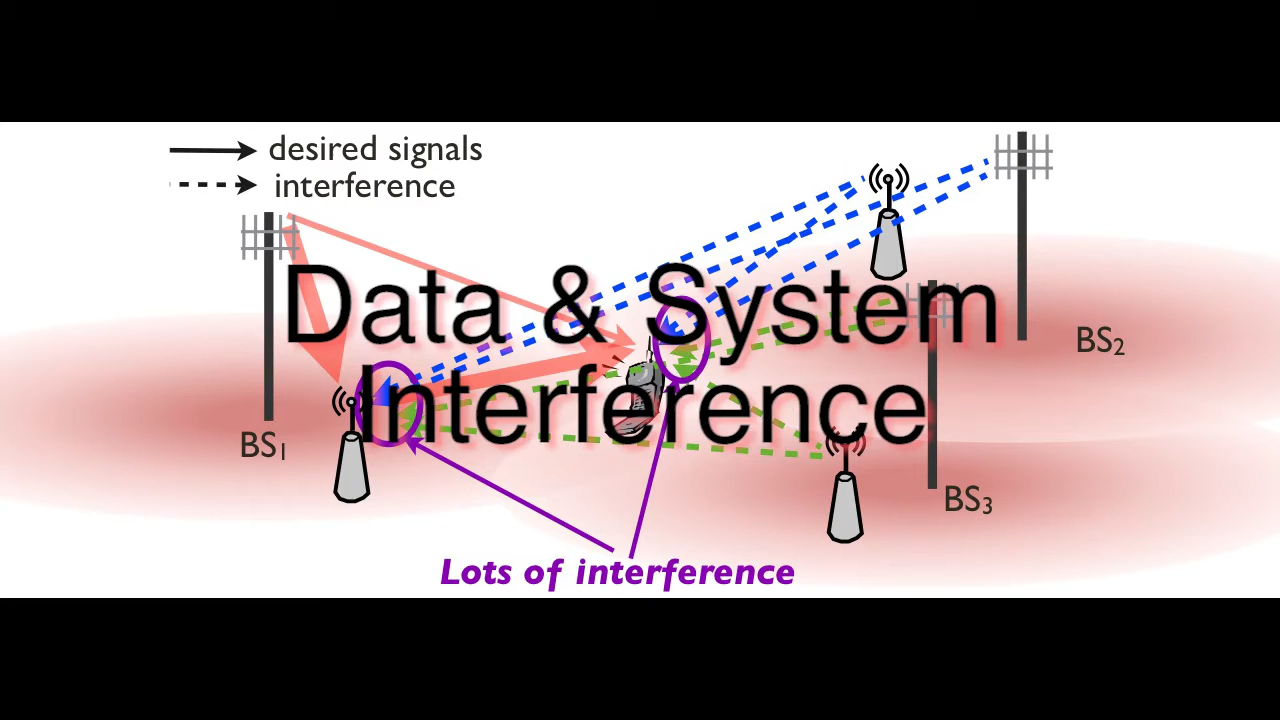 desired signals
interference
Data & System
Interference
BS₁
BS₂
BS₃
Lots of interference